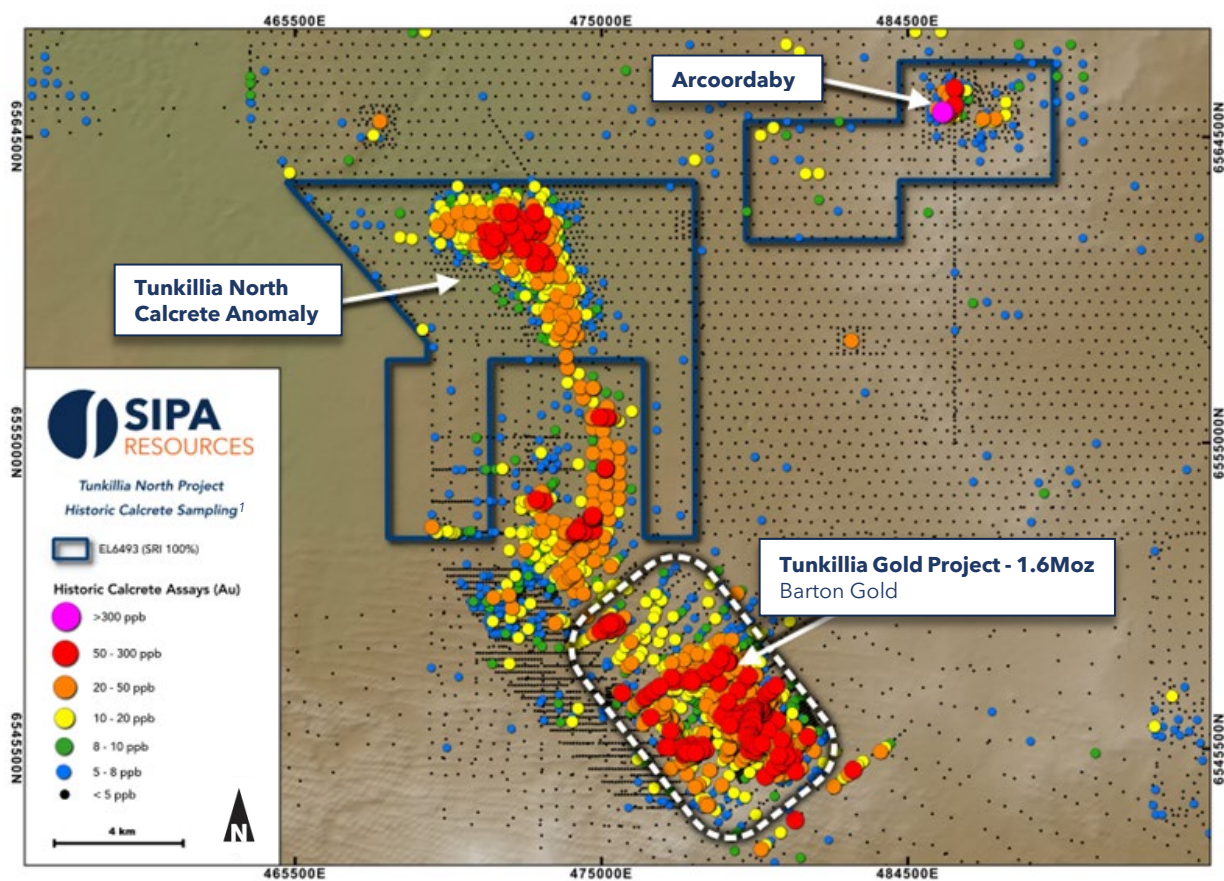 465500E
475000E
484500E
Arcoordaby
6564500N
6564500N
Tunkillia North
Calcrete Anomaly
6555000N
6555000N
SIPA
RESOURCES
Tunkillia North Project
Historic Calcrete Sampling1
EL6493 (SRI 100%)
Historic Calcrete Assays (Au)
>300 ppb
50 - 300 ppb
20 - 50 ppb
10 - 20 ppb
8 - 10 ppb
5 - 8 ppb
< 5 ppb
4 km
N
Tunkillia Gold Project - 1.6Moz
Barton Gold
6545500N
6545500N
465500E
475000E
484500E